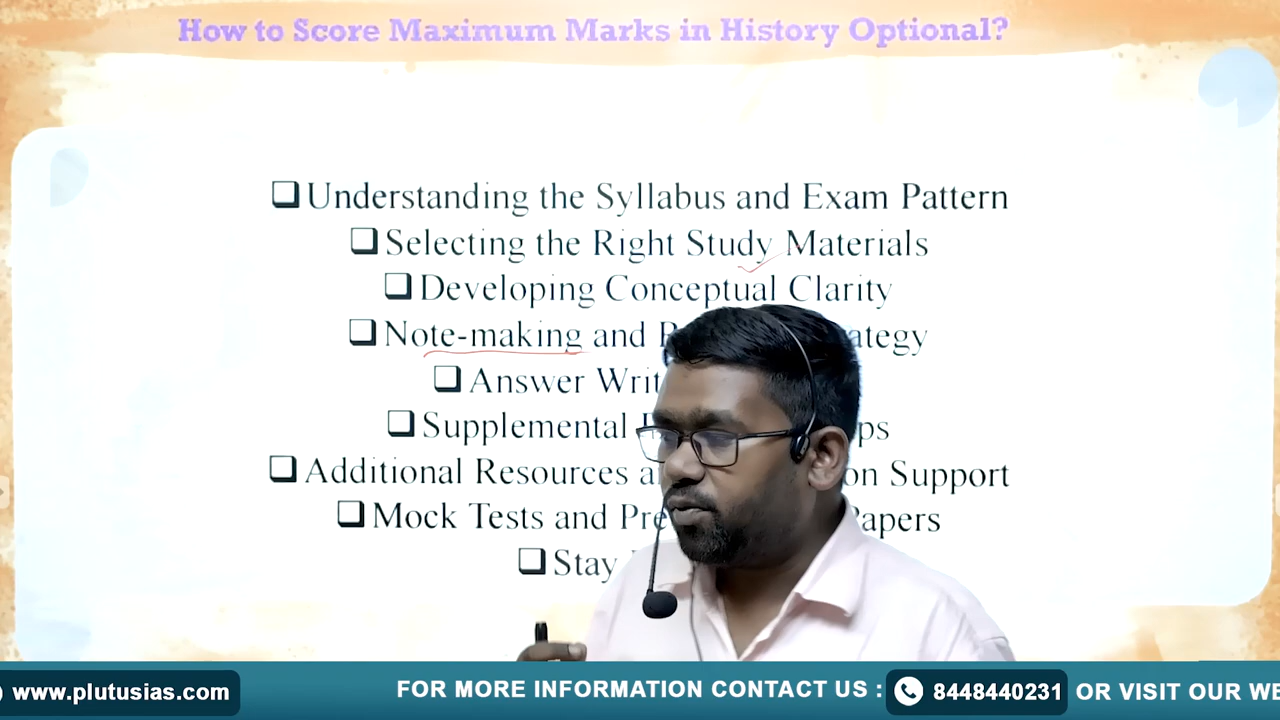 How to Score Maximum Marks in History Optional?
❑Understanding the Syllabus and Exam Pattern
❑Selecting the Right Study Materials
❑Developing Conceptual Clarity
❑Note-making and
❑Answer
❑Supplemental
❑Additional Resources Support
❑Mock Tests and Papers
❑Stay
www.plutusias.com FOR MORE INFORMATION CONTACT US : 8448440231 OR VISIT OUR